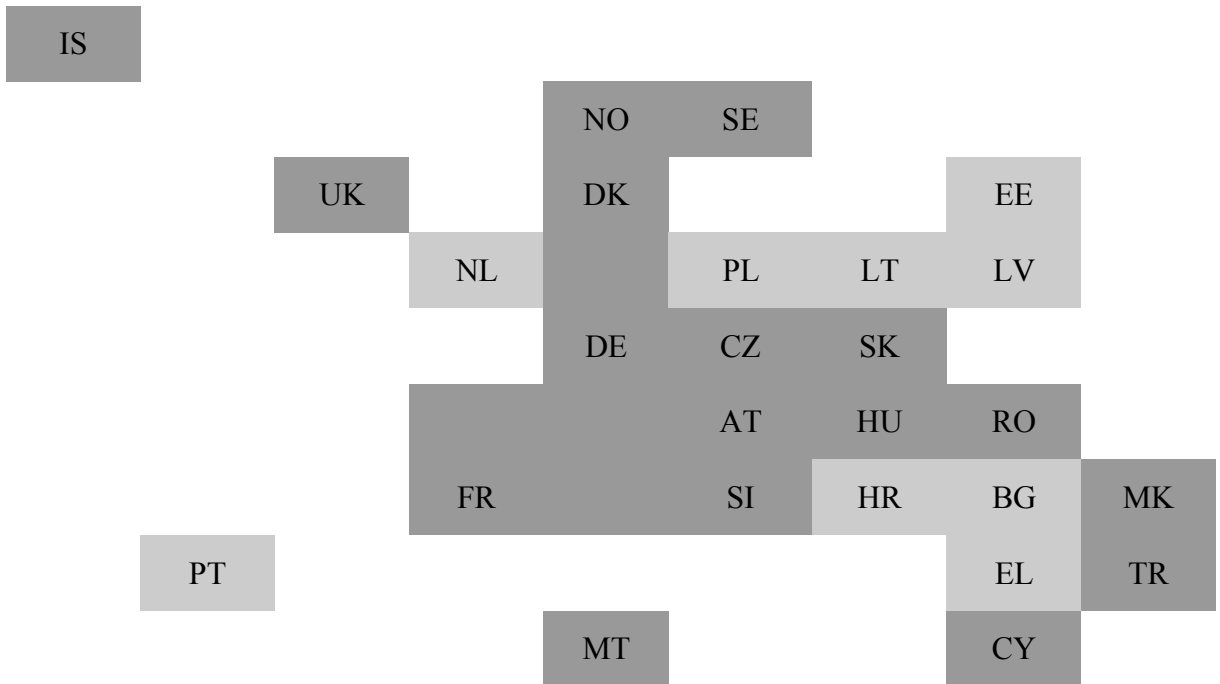 IS
NO SE
UK DK EE
NL PL LT LV
DE CZ SK
AT HU RO
FR SI HR BG MK
PT EL TR
MT CY